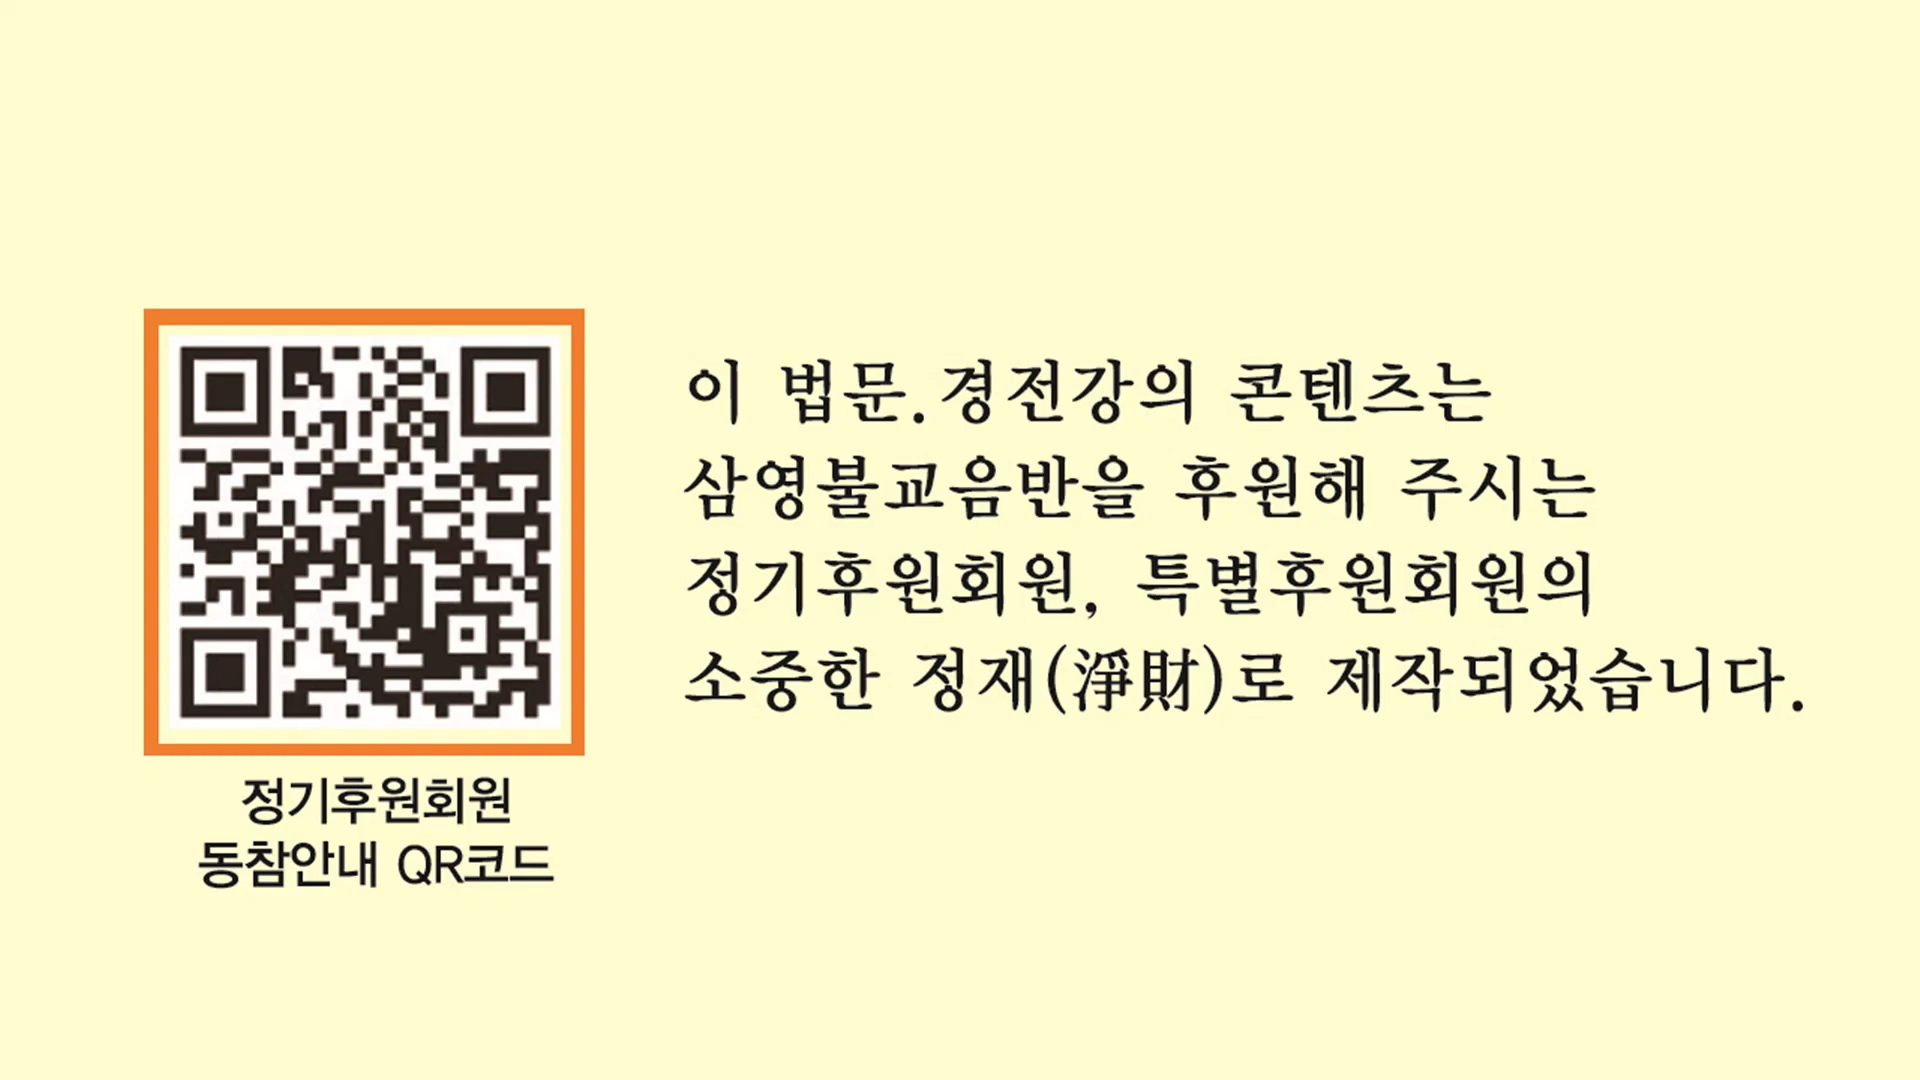 이 법문.경전강의 콘텐츠는
삼영불교음반을 후원해 주시는
정기후원회원, 특별후원회원의
소중한 정재(淨財)로 제작되었습니다.
정기후원회원
동참안내 QR코드